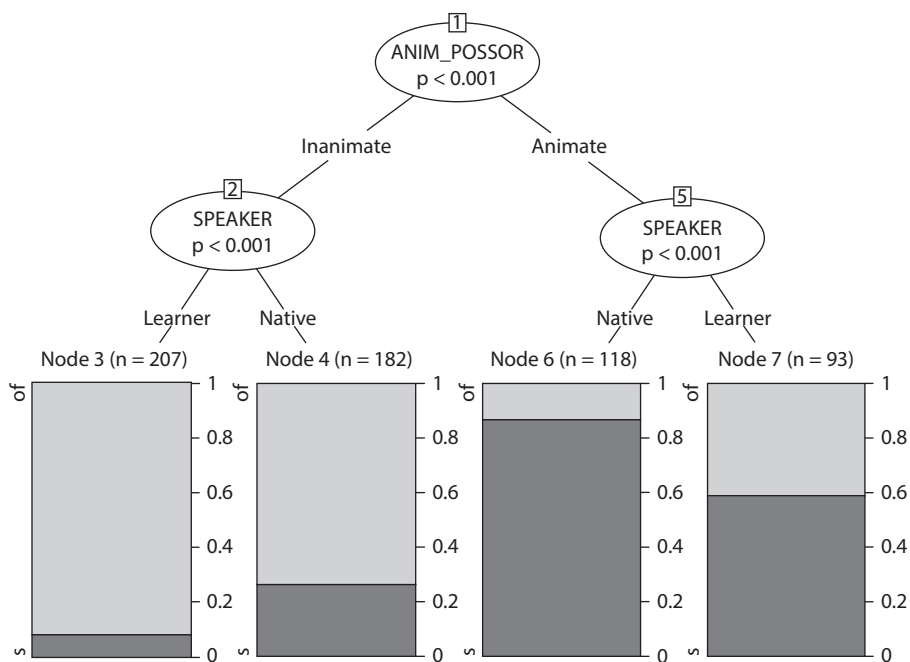 1
ANIM_POSSOR
p < 0.001
Inanimate
Animate
2
SPEAKER
p < 0.001
5
SPEAKER
p < 0.001
Learner
Native
Native
Learner
Node 3 (n = 207)
of
s
1
0.8
0.6
0.4
0.2
0
Node 4 (n = 182)
of
s
1
0.8
0.6
0.4
0.2
0
Node 6 (n = 118)
of
s
1
0.8
0.6
0.4
0.2
0
Node 7 (n = 93)
of
s
1
0.8
0.6
0.4
0.2
0